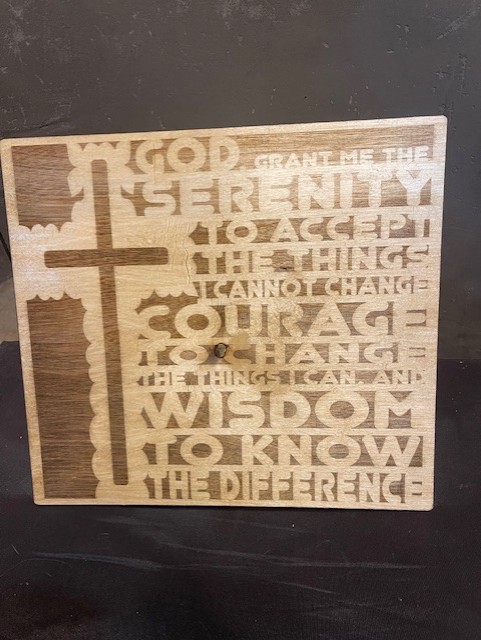 GOD, GRANT ME THE
SERENITY
TO ACCEPT
THE THINGS
I CANNOT CHANGE
COURAGE
TO CHANGE
THE THINGS I CAN, AND
WISDOM
TO KNOW
THE DIFFERENCE